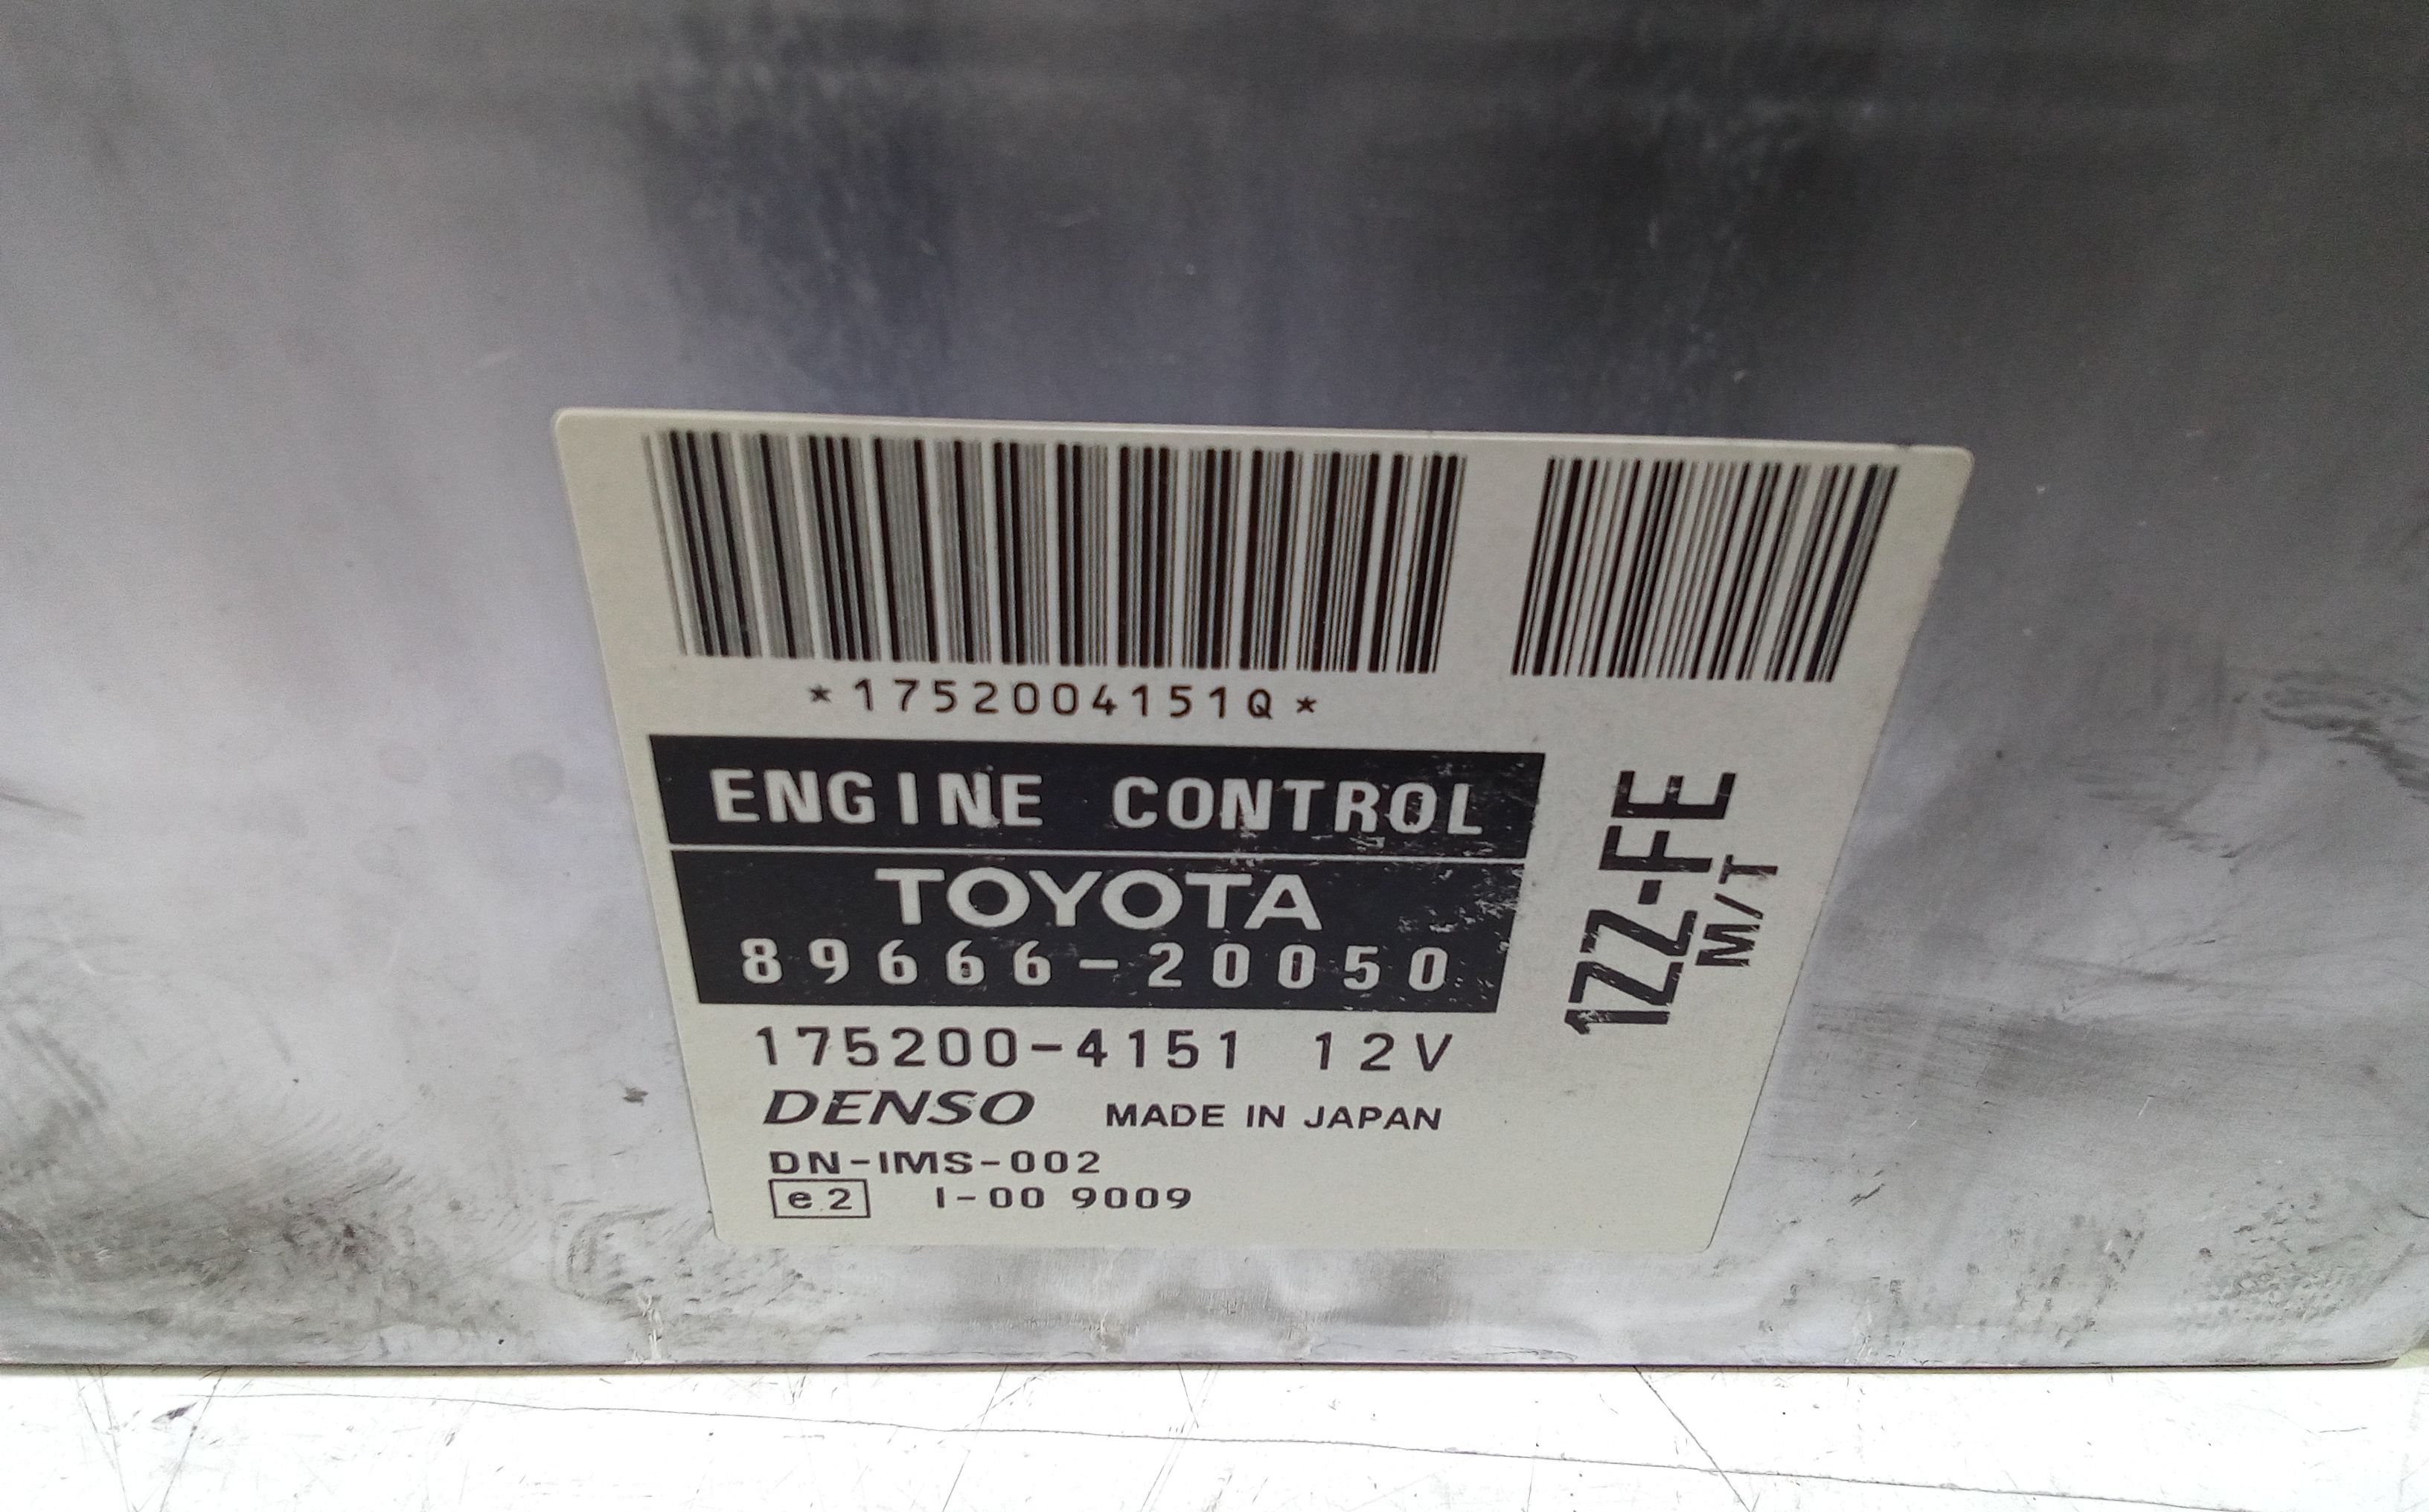 *1752004151Q*
ENGINE CONTROL
TOYOTA
89666-20050
175200-4151 12V
DENSO MADE IN JAPAN
DN-IMS-002
e2 I-00 9009
1ZZ-FE
M/T